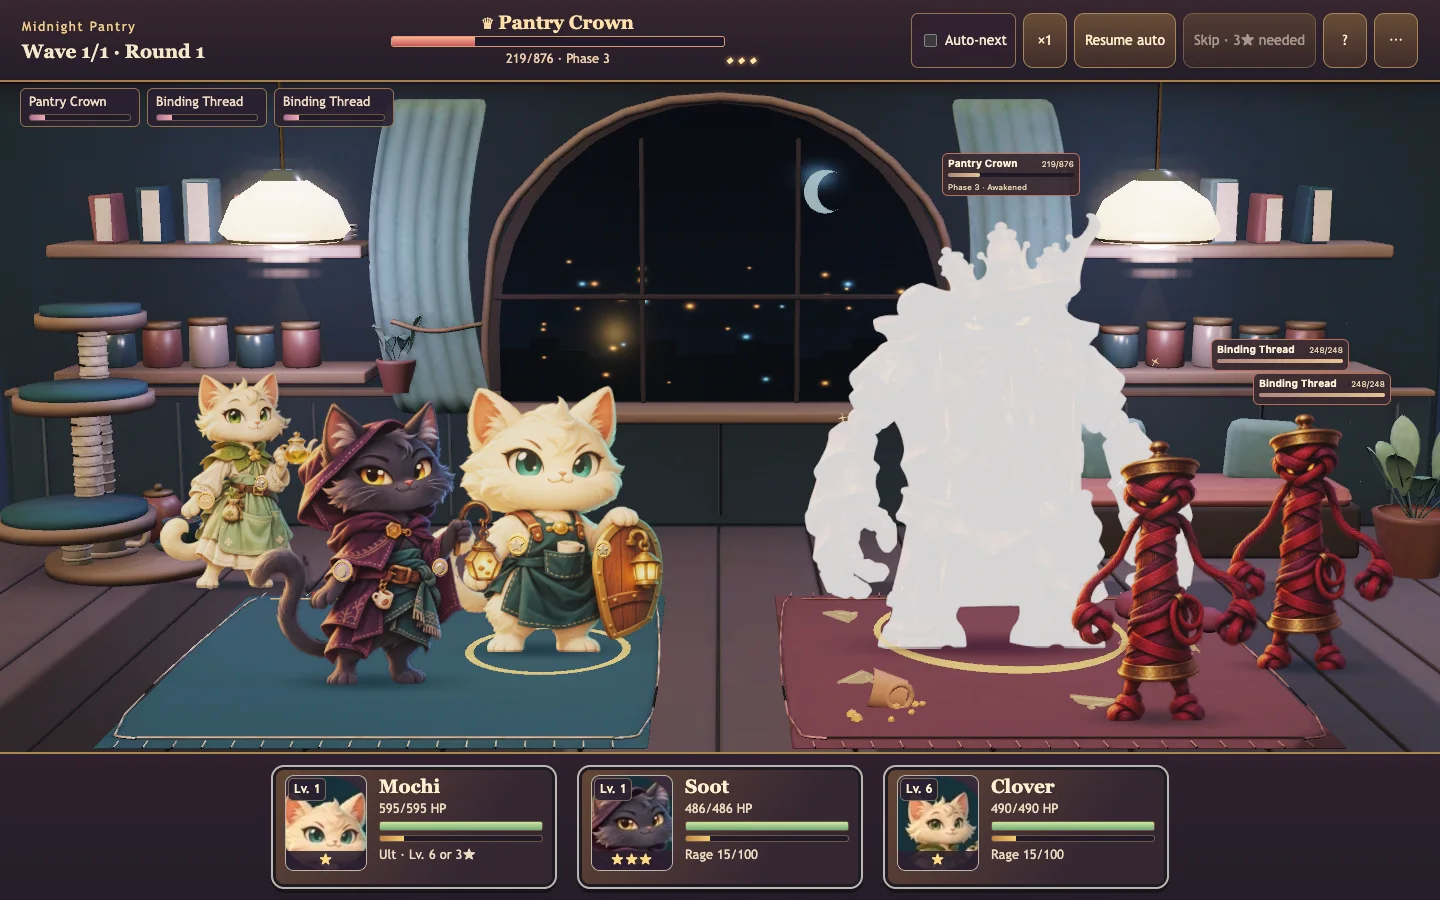 Midnight Pantry
Wave 1/1 · Round 1
♛ Pantry Crown
219/876 · Phase 3
Auto-next
×1
Resume auto
Skip · 3★ needed
?
...
Pantry Crown
Binding Thread
Binding Thread
Pantry Crown 219/876
Phase 3 · Awakened
Binding Thread 248/248
Binding Thread 248/248
Lv. 1
Mochi
595/595 HP
Ult · Lv. 6 or 3★
★
Lv. 1
Soot
486/486 HP
Rage 15/100
★★★
Lv. 6
Clover
490/490 HP
Rage 15/100
★